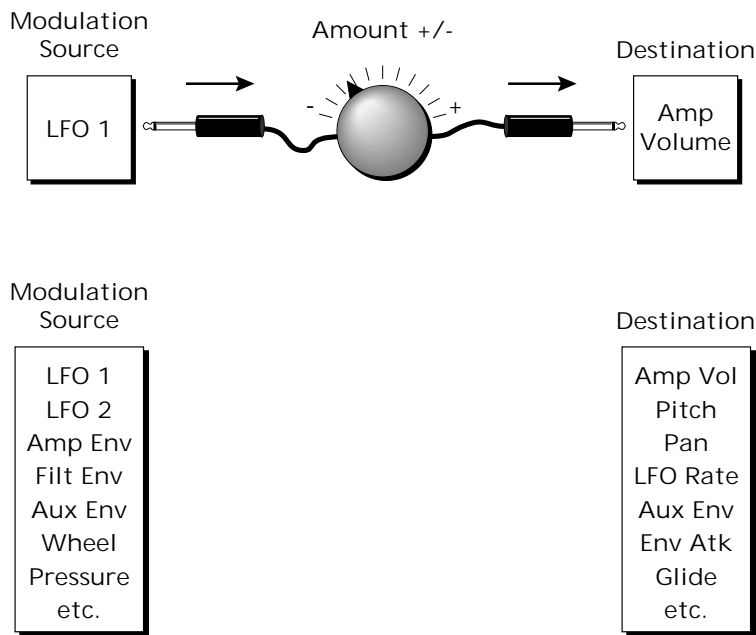 Modulation
Source
Amount +/-
Destination
LFO 1
-
+
Amp
Volume
Modulation
Source
Destination
LFO 1
LFO 2
Amp Env
Filt Env
Aux Env
Wheel
Pressure
etc.
Amp Vol
Pitch
Pan
LFO Rate
Aux Env
Env Atk
Glide
etc.